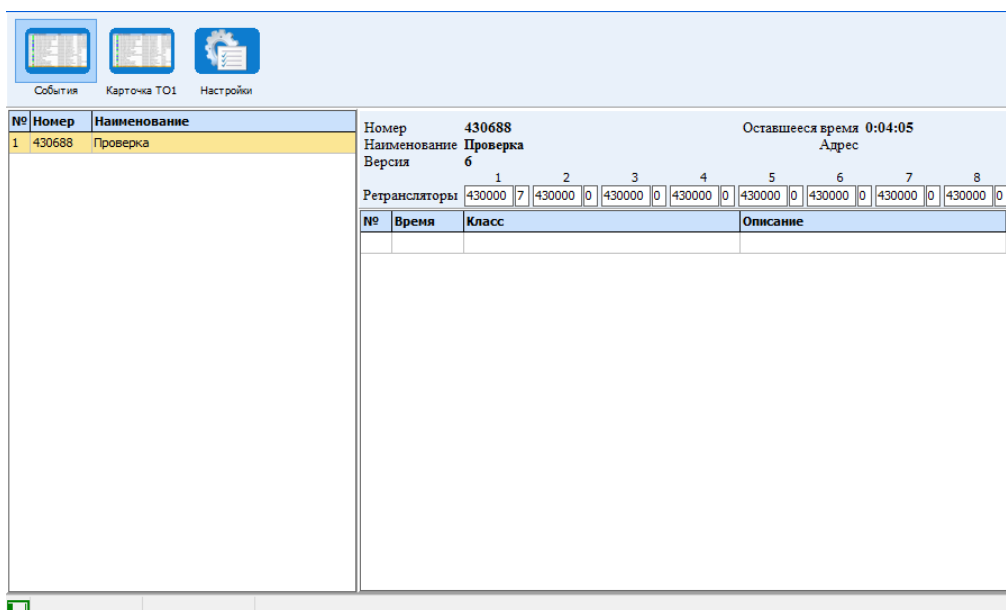 События Карточка ТО1 Настройки
№ Номер Наименование
1 430688 Проверка
Номер 430688 Оставшееся время 0:04:05
Наименование Проверка Адрес
Версия 6
1 2 3 4 5 6 7 8
Ретрансляторы 430000 7 430000 0 430000 0 430000 0 430000 0 430000 0 430000 0 430000 0
№ Время Класс Описание